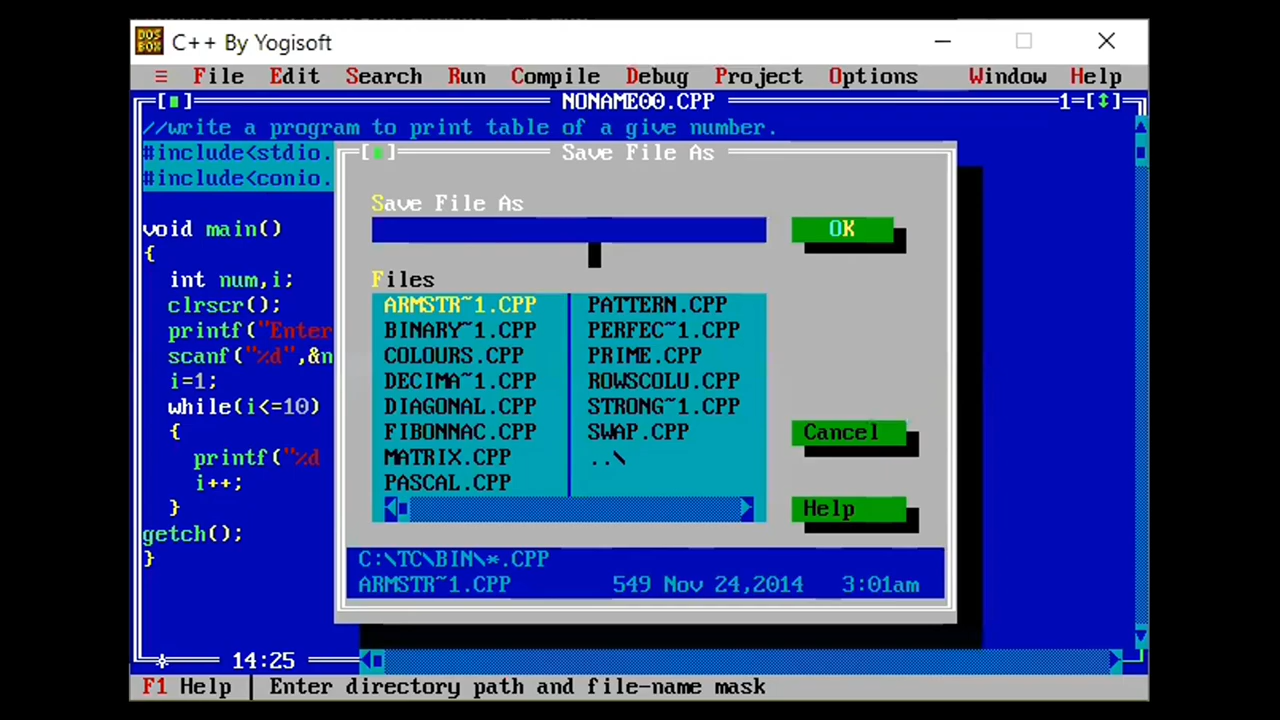 C++ By Yogisoft
≡ File Edit Search Run Compile Debug Project Options Window Help
NONAME00.CPP 1=[↕]
//write a program to print table of a give number.
#include<stdio.
#include<conio.
void main()
{
int num,i;
clrscr();
printf("Enter
scanf("%d",&n
i=1;
while(i<=10)
{
printf("%d
i++;
}
getch();
}
14:25
Save File As
Save File As
OK
Files
ARMSTR~1.CPP PATTERN.CPP
BINARY~1.CPP PERFEC~1.CPP
COLOURS.CPP PRIME.CPP
DECIMA~1.CPP ROWSCOLU.CPP
DIAGONAL.CPP STRONG~1.CPP
FIBONNAC.CPP SWAP.CPP
MATRIX.CPP ..\
PASCAL.CPP
Cancel
Help
C:\TC\BIN\*.CPP
ARMSTR~1.CPP 549 Nov 24,2014 3:01am
F1 Help | Enter directory path and file-name mask